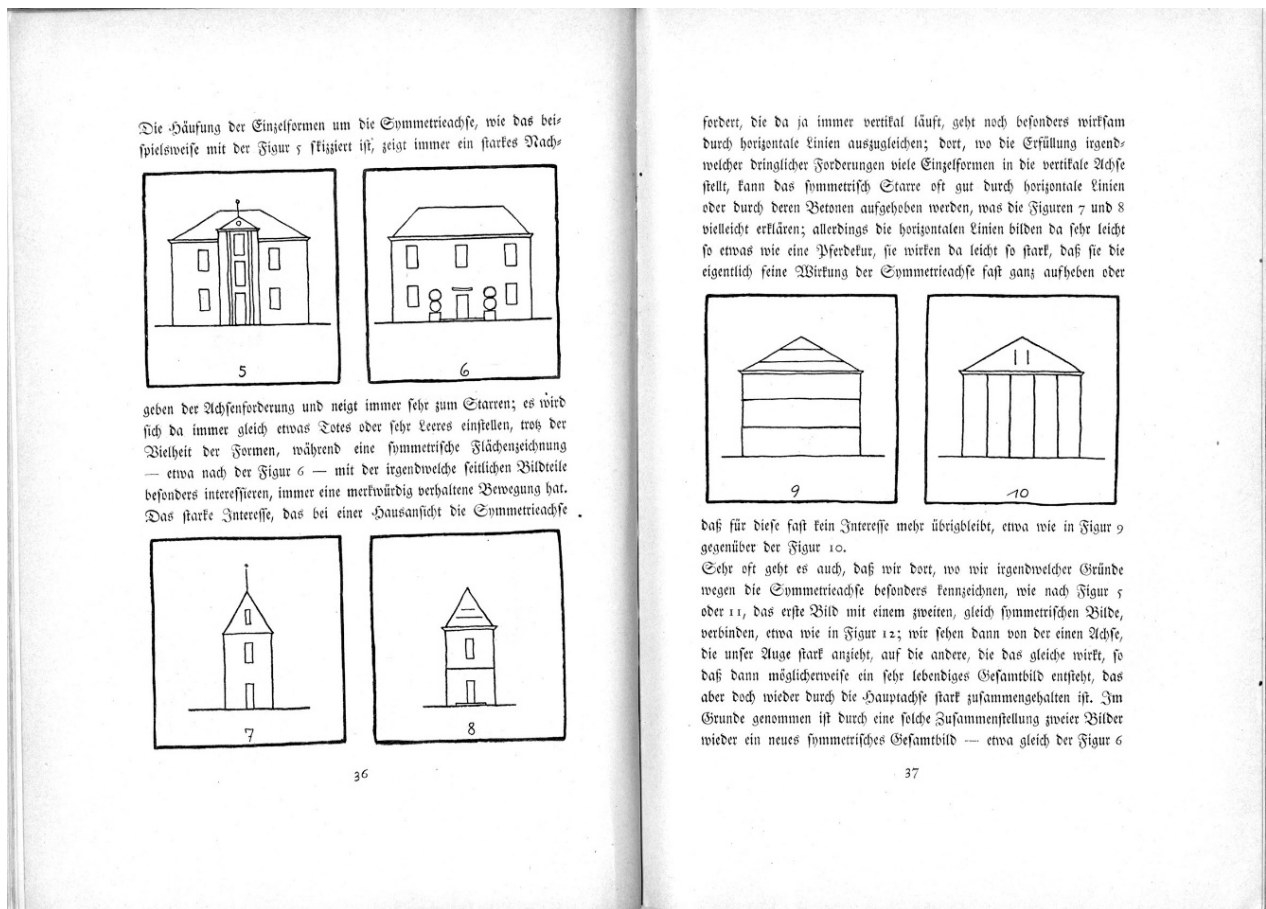 Die Häufung der Einzelformen um die Symmetrieachse, wie das bei-
spielsweise mit der Figur 5 skizziert ist, zeigt immer ein starkes Nach-
5
6
geben der Achsenforderung und neigt immer sehr zum Starren; es wird
sich da immer gleich etwas Totes oder sehr Leeres einstellen, trotz der
Vielheit der Formen, während eine symmetrische Flächenzeichnung
— etwa nach der Figur 6 — mit der irgendwelche seitlichen Bildteile
besonders interessieren, immer eine merkwürdig verhaltene Bewegung hat.
Das starke Interesse, das bei einer Hausansicht die Symmetrieachse
7
8
36
fordert, die da ja immer vertikal läuft, geht noch besonders wirksam
durch horizontale Linien auszugleichen; dort, wo die Erfüllung irgend-
welcher dringlicher Forderungen viele Einzelformen in die vertikale Achse
stellt, kann das symmetrisch Starre oft gut durch horizontale Linien
oder durch deren Betonen aufgehoben werden, was die Figuren 7 und 8
vielleicht erklären; allerdings die horizontalen Linien bilden da sehr leicht
so etwas wie eine Pferdekur, sie wirken da leicht so stark, daß sie die
eigentlich feine Wirkung der Symmetrieachse fast ganz aufheben oder
9
10
daß für diese fast kein Interesse mehr übrigbleibt, etwa wie in Figur 9
gegenüber der Figur 10.
Sehr oft geht es auch, daß wir dort, wo wir irgendwelcher Gründe
wegen die Symmetrieachse besonders kennzeichnen, wie nach Figur 5
oder 11, das erste Bild mit einem zweiten, gleich symmetrischen Bilde,
verbinden, etwa wie in Figur 12; wir sehen dann von der einen Achse,
die unser Auge stark anzieht, auf die andere, die das gleiche wirkt, so
daß dann möglicherweise ein sehr lebendiges Gesamtbild entsteht, das
aber doch wieder durch die Hauptachse stark zusammengehalten ist. Im
Grunde genommen ist durch eine solche Zusammenstellung zweier Bilder
wieder ein neues symmetrisches Gesamtbild — etwa gleich der Figur 6
37